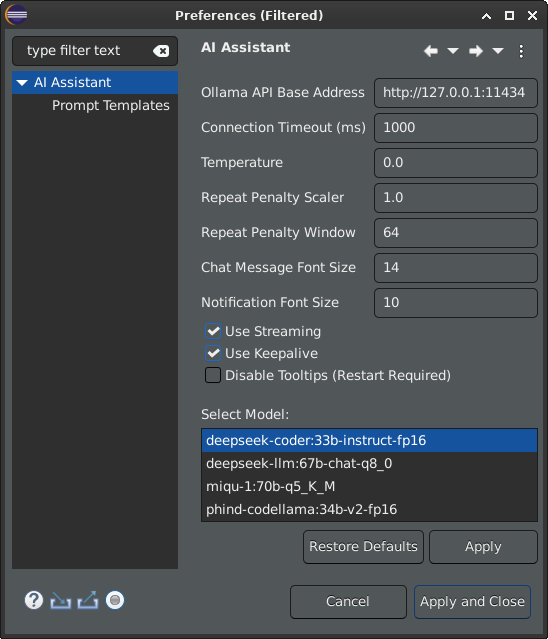 Preferences (Filtered)
type filter text
AI Assistant
Prompt Templates
AI Assistant
Ollama API Base Address http://127.0.0.1:11434
Connection Timeout (ms) 1000
Temperature 0.0
Repeat Penalty Scaler 1.0
Repeat Penalty Window 64
Chat Message Font Size 14
Notification Font Size 10
Use Streaming
Use Keepalive
Disable Tooltips (Restart Required)
Select Model:
deepseek-coder:33b-instruct-fp16
deepseek-llm:67b-chat-q8_0
miqu-1:70b-q5_K_M
phind-codellama:34b-v2-fp16
Restore Defaults Apply
? Cancel Apply and Close